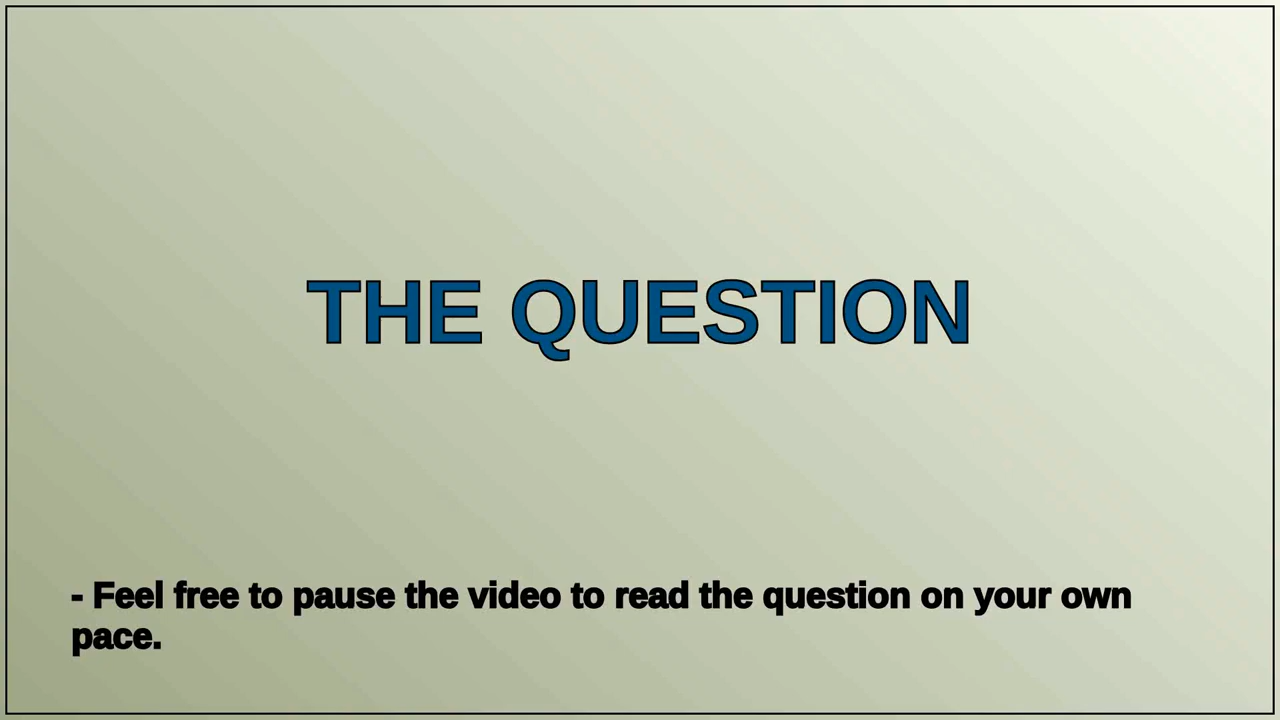 THE QUESTION
- Feel free to pause the video to read the question on your own
pace.